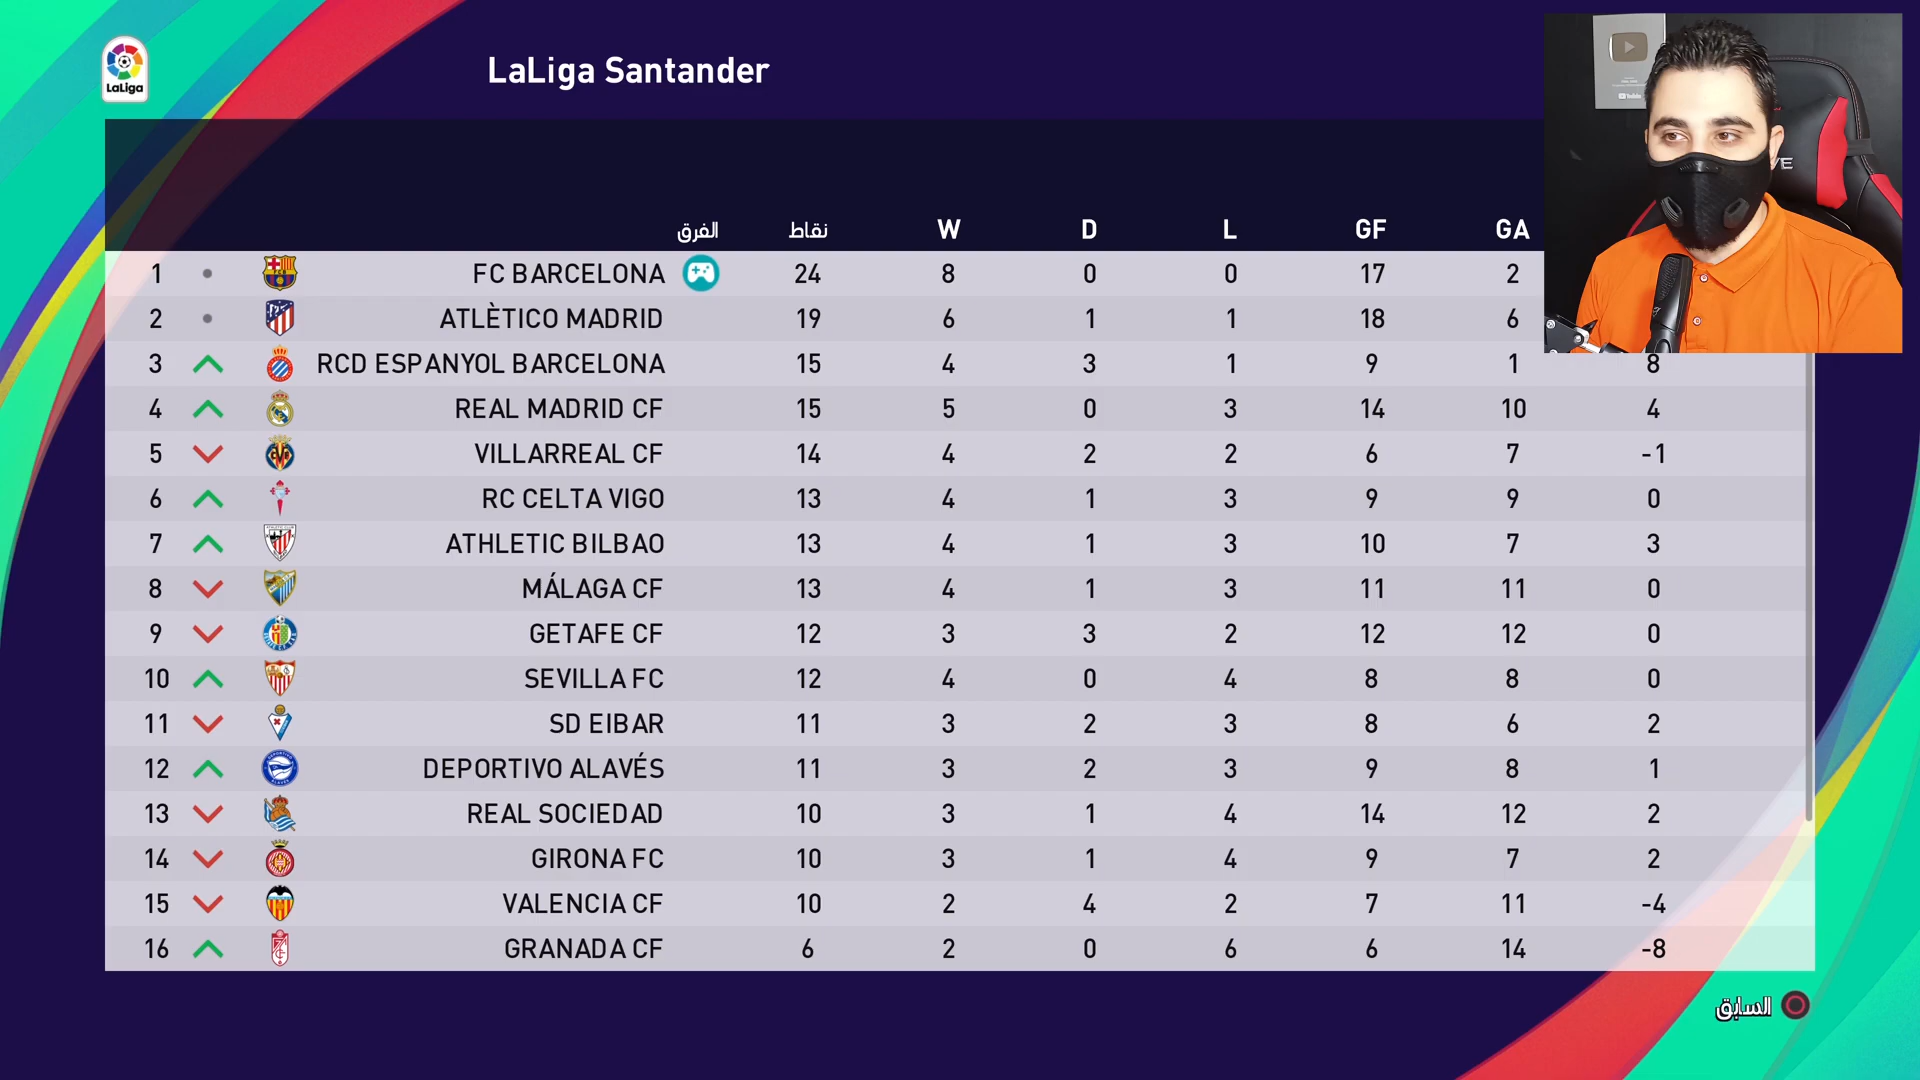 LaLiga
LaLiga Santander
YouTube
VE
الفرق نقاط W D L GF GA
1 FC BARCELONA 24 8 0 0 17 2
2 ATLÈTICO MADRID 19 6 1 1 18 6
3 RCD ESPANYOL BARCELONA 15 4 3 1 9 1 8
4 REAL MADRID CF 15 5 0 3 14 10 4
5 VILLARREAL CF 14 4 2 2 6 7 -1
6 RC CELTA VIGO 13 4 1 3 9 9 0
7 ATHLETIC BILBAO 13 4 1 3 10 7 3
8 MÁLAGA CF 13 4 1 3 11 11 0
9 GETAFE CF 12 3 3 2 12 12 0
10 SEVILLA FC 12 4 0 4 8 8 0
11 SD EIBAR 11 3 2 3 8 6 2
12 DEPORTIVO ALAVÉS 11 3 2 3 9 8 1
13 REAL SOCIEDAD 10 3 1 4 14 12 2
14 GIRONA FC 10 3 1 4 9 7 2
15 VALENCIA CF 10 2 4 2 7 11 -4
16 GRANADA CF 6 2 0 6 6 14 -8
السابق